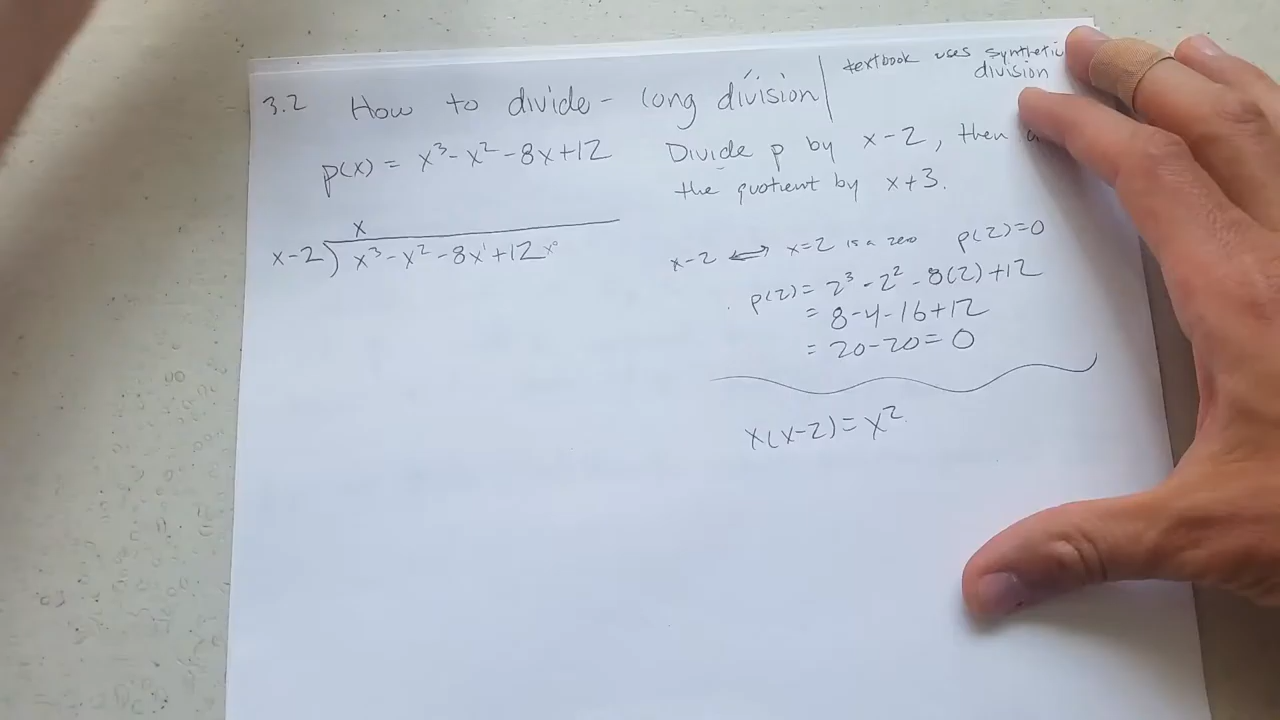 3.2 How to divide - long division
textbook uses synthetic
division
p(x) = x³ - x² - 8x + 12
Divide p by x - 2, then
the quotient by x + 3.
x
x - 2 ) x³ - x² - 8x¹ + 12x⁰
x - 2 ⟺ x = 2 is a zero p(2) = 0
p(2) = 2³ - 2² - 8(2) + 12
= 8 - 4 - 16 + 12
= 20 - 20 = 0
x(x - 2) = x²